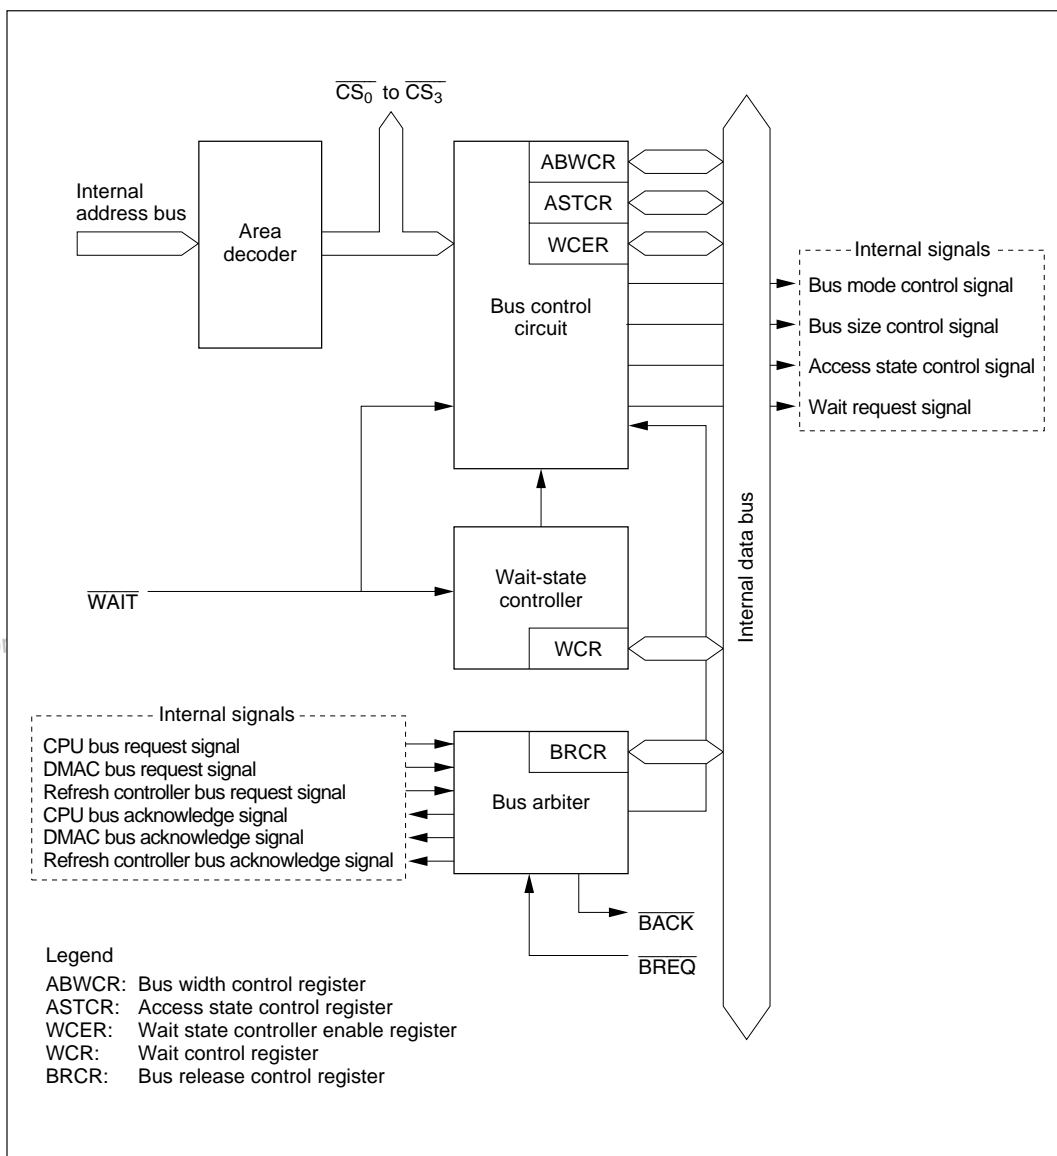 CS0 to CS3
Internal
address bus
Area
decoder
ABWCR
ASTCR
WCER
Bus control
circuit
Internal signals
Bus mode control signal
Bus size control signal
Access state control signal
Wait request signal
Internal data bus
WAIT
Wait-state
controller
WCR
Internal signals
CPU bus request signal
DMAC bus request signal
Refresh controller bus request signal
CPU bus acknowledge signal
DMAC bus acknowledge signal
Refresh controller bus acknowledge signal
BRCR
Bus arbiter
BACK
BREQ
Legend
ABWCR: Bus width control register
ASTCR: Access state control register
WCER: Wait state controller enable register
WCR: Wait control register
BRCR: Bus release control register